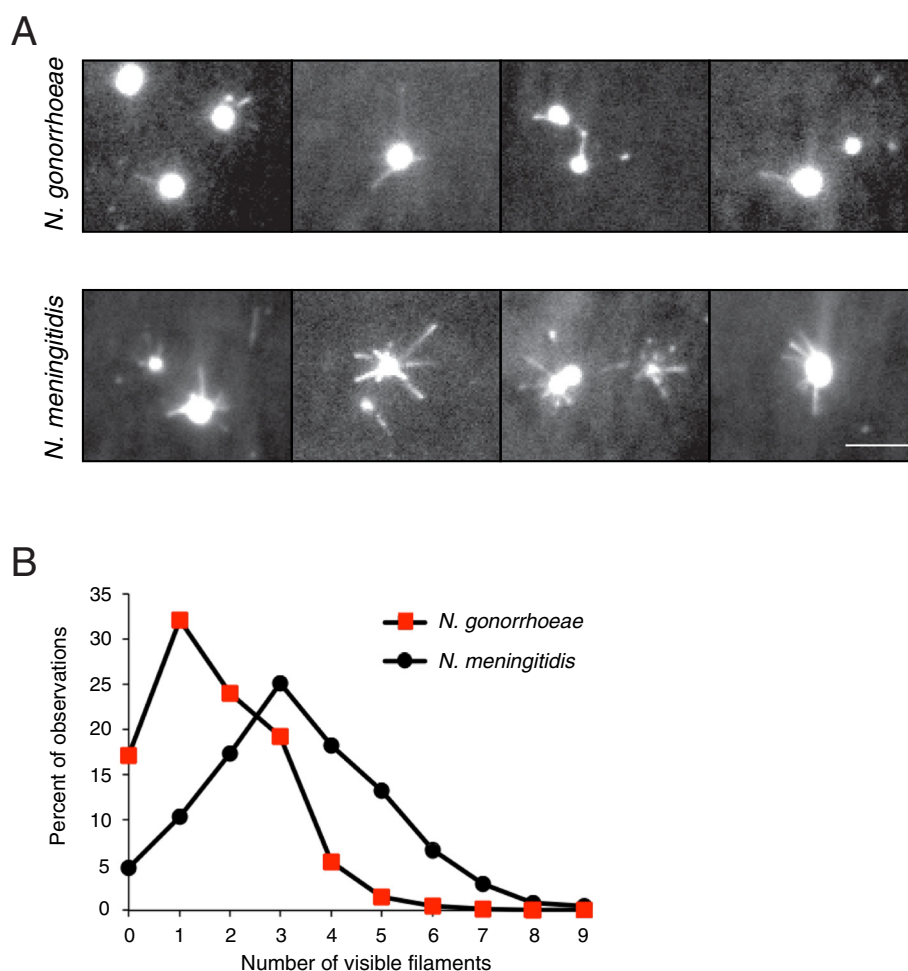 A
N. gonorrhoeae
N. meningitidis
B
35
30
25
20
15
10
5
0
Percent of observations
N. gonorrhoeae
N. meningitidis
0 1 2 3 4 5 6 7 8 9
Number of visible filaments